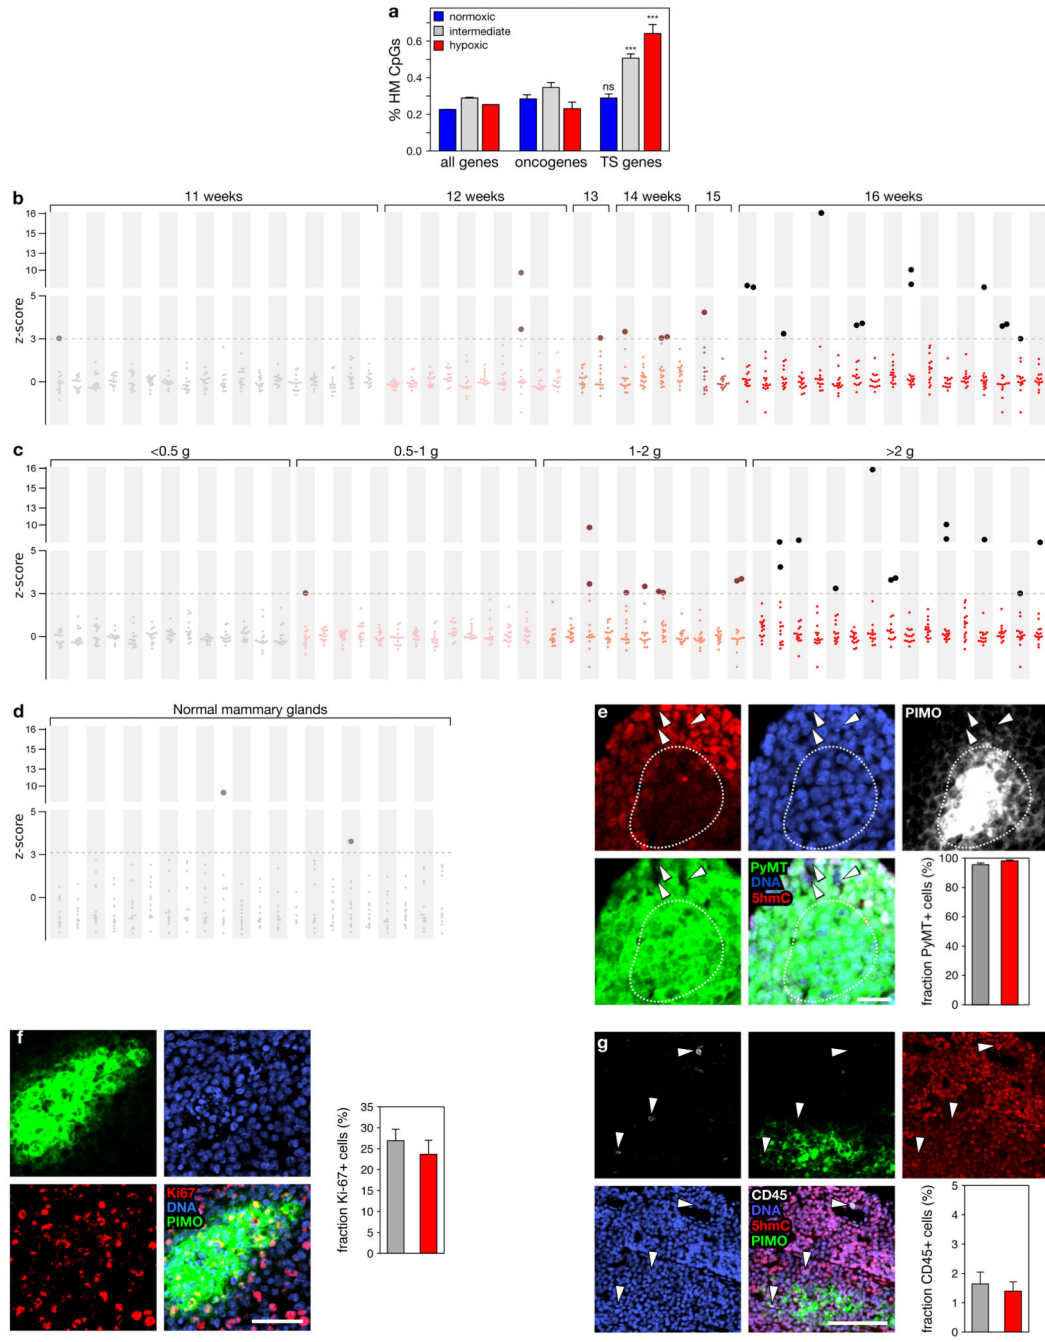 a
normoxic
intermediate
hypoxic
% HM CpGs
0.6
0.4
0.2
0.0
ns
***
***
all genes
oncogenes
TS genes
b
11 weeks
12 weeks
13
14 weeks
15
16 weeks
z-score
16
15
13
10
5
3
0
c
<0.5 g
0.5-1 g
1-2 g
>2 g
z-score
16
15
13
10
5
3
0
d
Normal mammary glands
z-score
16
15
13
10
5
3
0
e
PIMO
PyMT
DNA
5hmC
fraction PyMT+ cells (%)
100
80
60
40
20
0
f
Ki67
DNA
PIMO
fraction Ki-67+ cells (%)
35
30
25
20
15
10
5
0
g
CD45
DNA
5hmC
PIMO
fraction CD45+ cells (%)
5
4
3
2
1
0